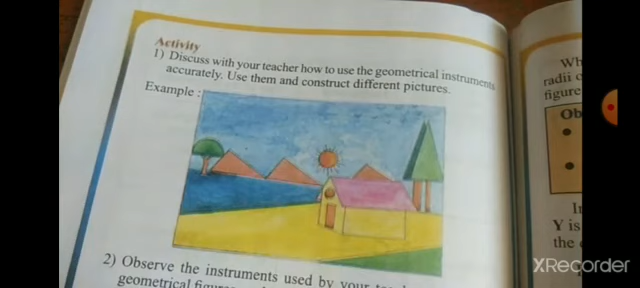 Activity
1) Discuss with your teacher how to use the geometrical instruments
accurately. Use them and construct different pictures.
Example :
2) Observe the instruments used by your
geometrical
Wh
radii
figure
Ob
Y is
the
XRecorder